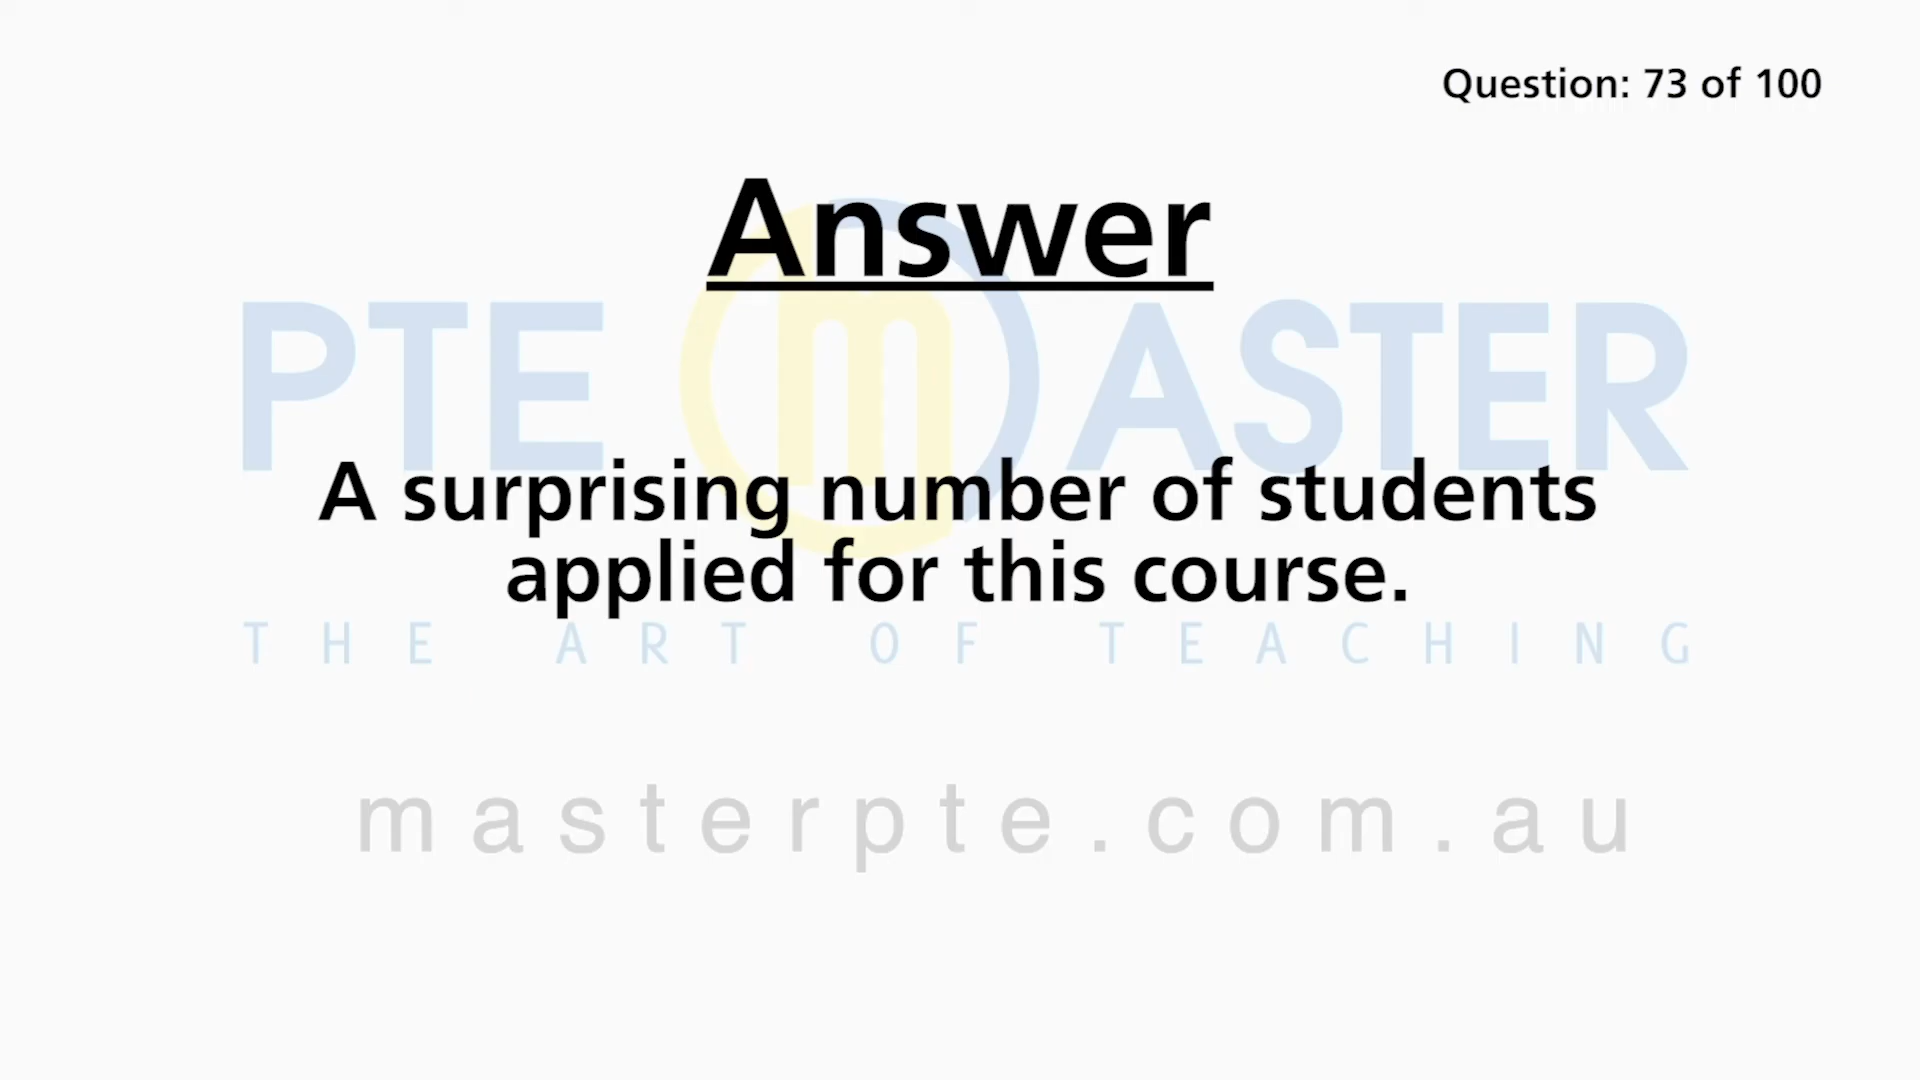 Question: 73 of 100
Answer
PTE mASTER
A surprising number of students
applied for this course.
THE ART OF TEACHING
masterpte.com.au